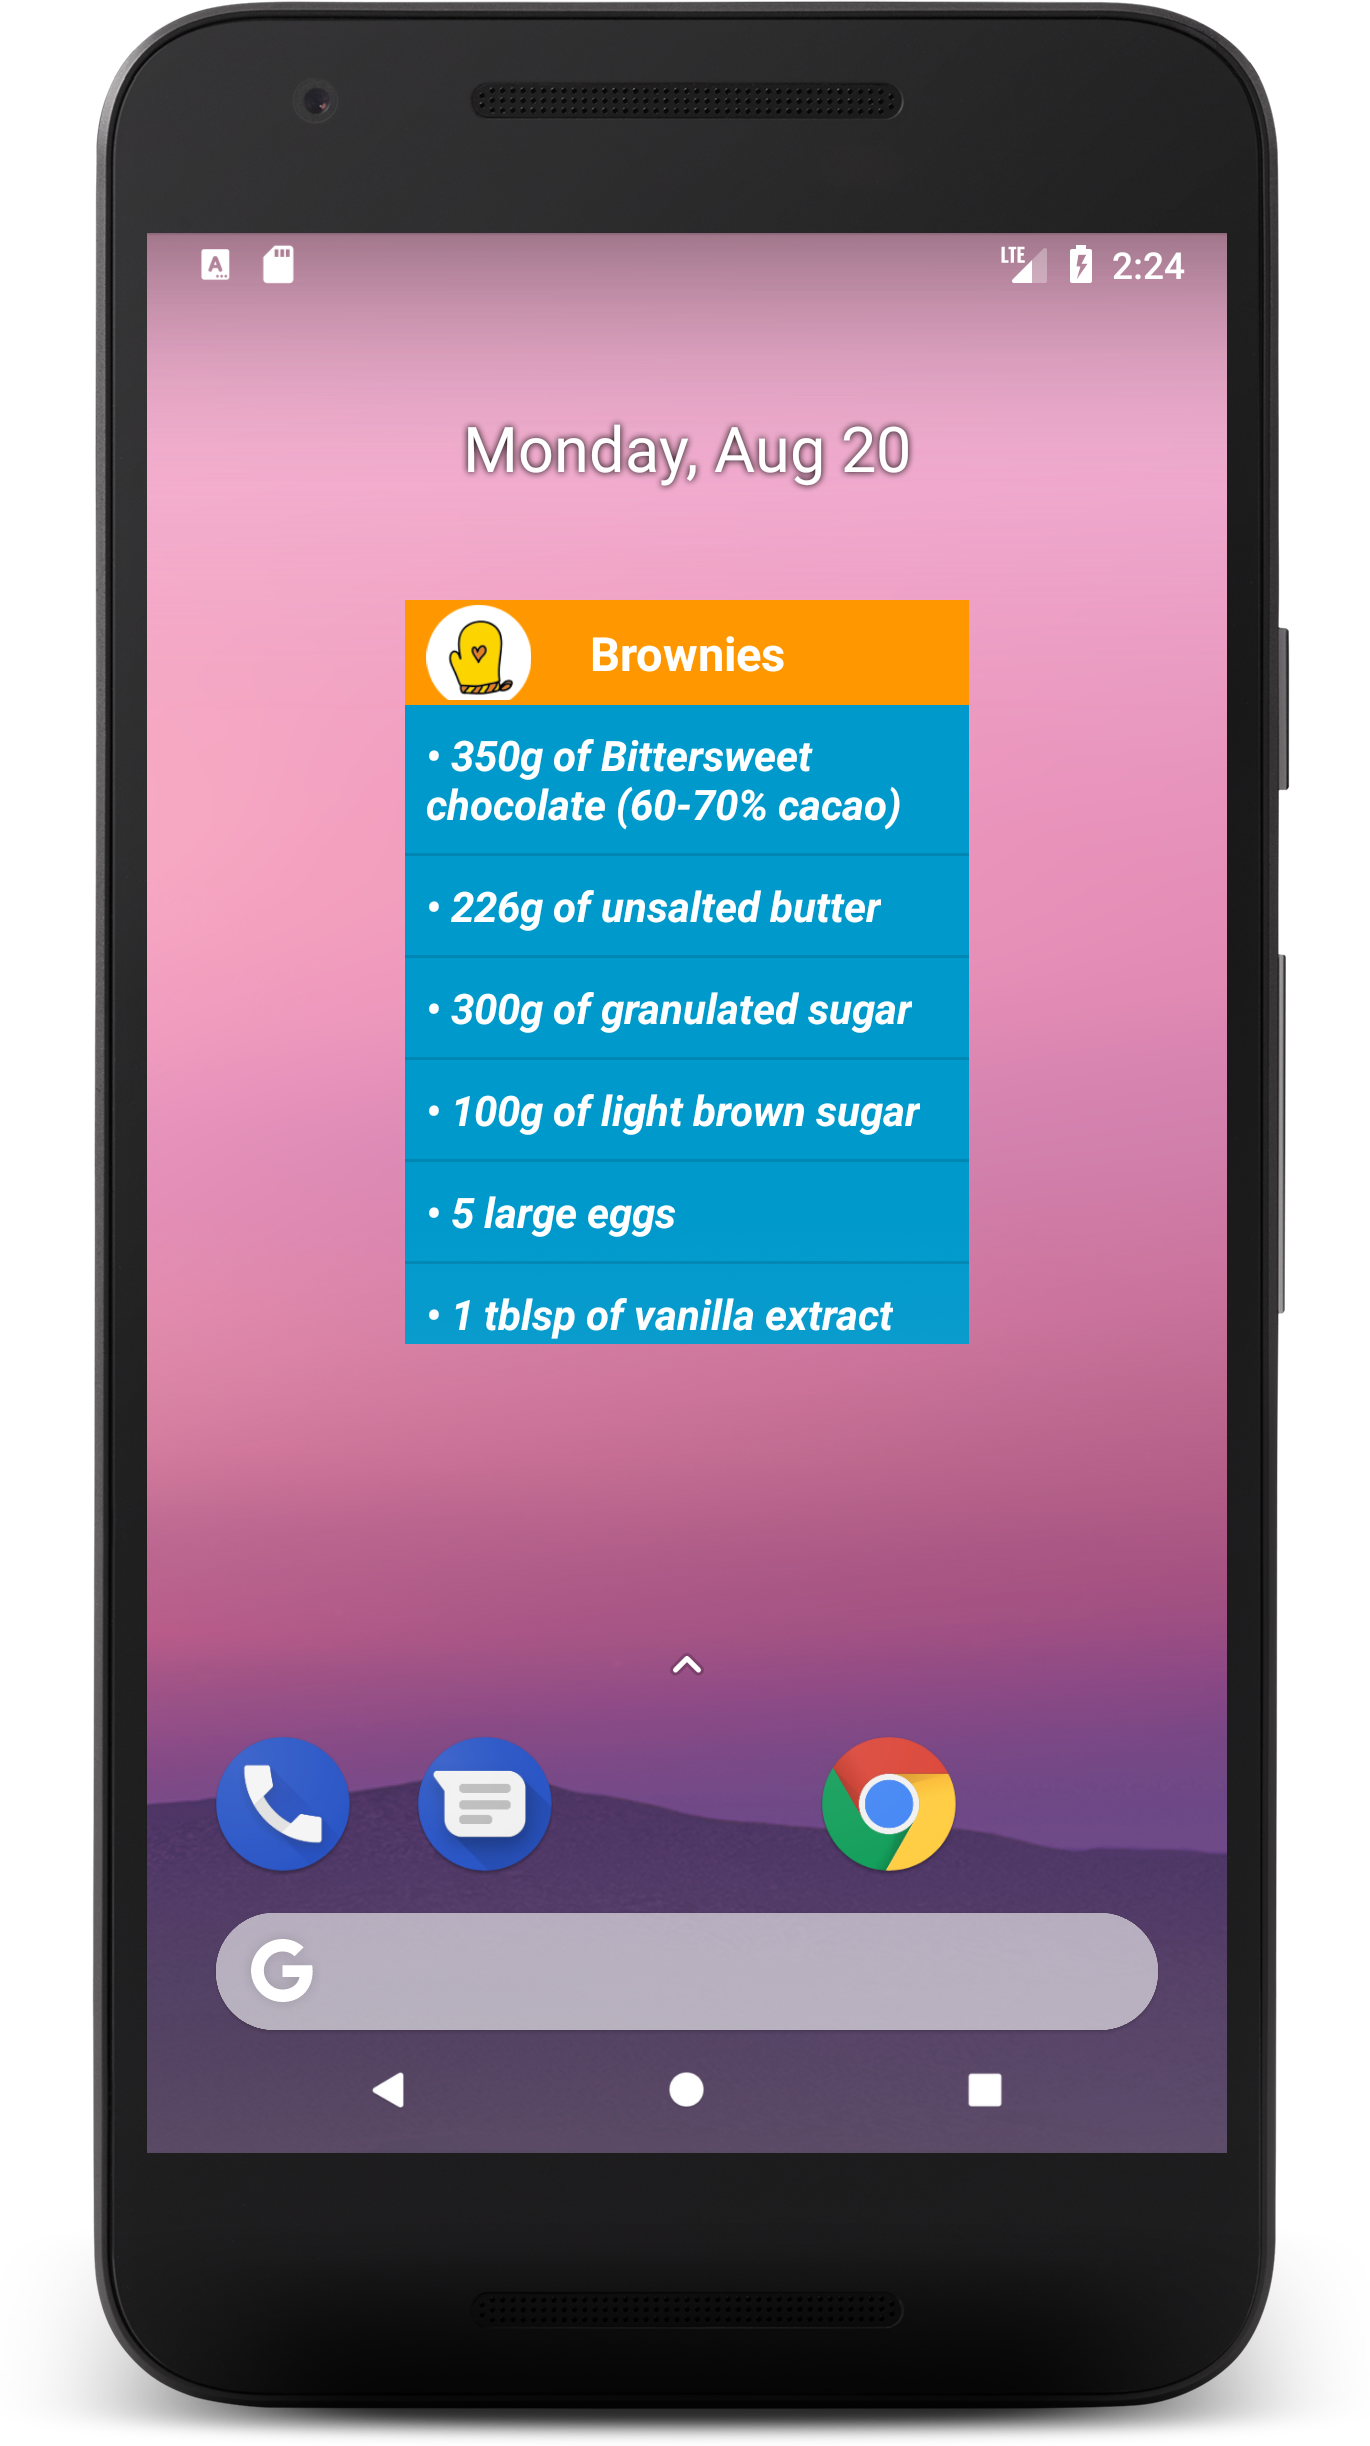 LTE
2:24
Monday, Aug 20
Brownies
• 350g of Bittersweet
chocolate (60-70% cacao)
• 226g of unsalted butter
• 300g of granulated sugar
• 100g of light brown sugar
• 5 large eggs
• 1 tblsp of vanilla extract